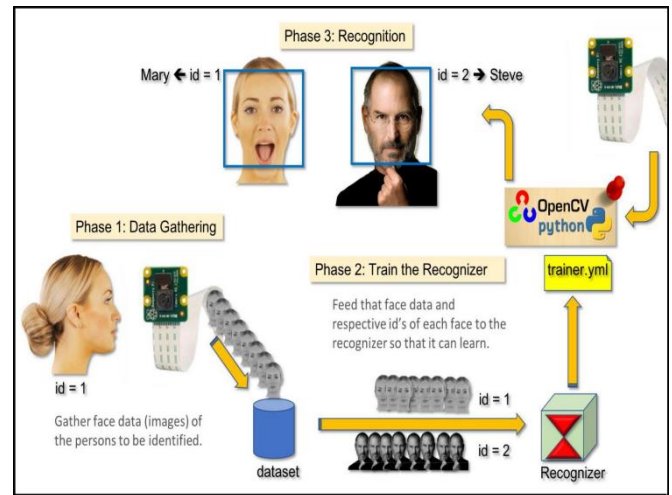 Phase 3: Recognition
Mary ← id = 1
id = 2 → Steve
OpenCV
python
Phase 1: Data Gathering
Phase 2: Train the Recognizer
trainer.yml
Feed that face data and
respective id's of each face to the
recognizer so that it can learn.
id = 1
Gather face data (images) of
the persons to be identified.
dataset
id = 1
id = 2
Recognizer